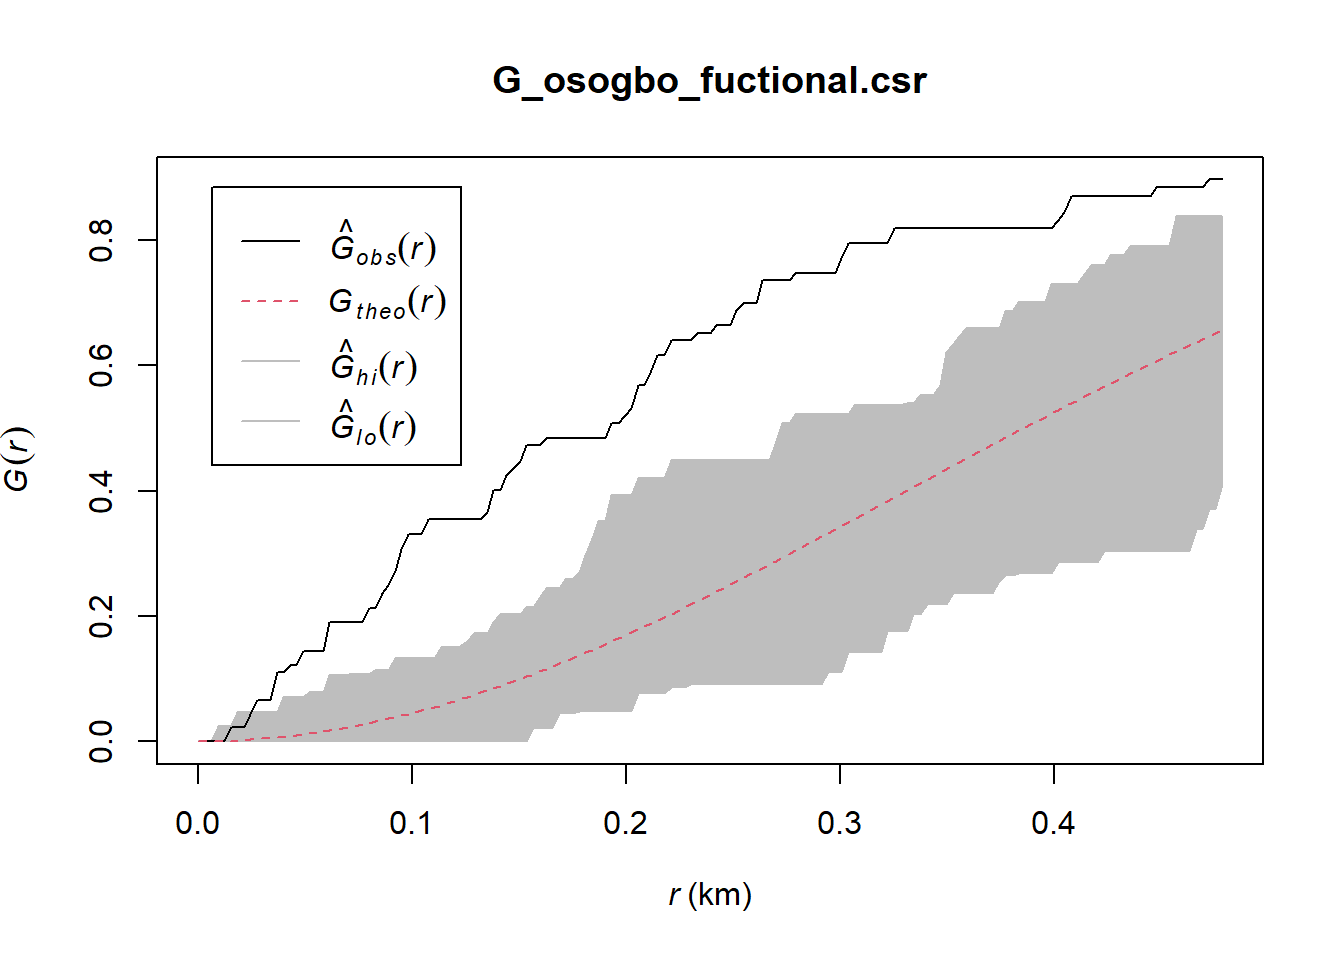 G_osogbo_fuctional.csr
Ĝobs(r)
Gtheo(r)
Ĝhi(r)
Ĝlo(r)
G(r)
0.8
0.6
0.4
0.2
0.0
0.0 0.1 0.2 0.3 0.4
r (km)